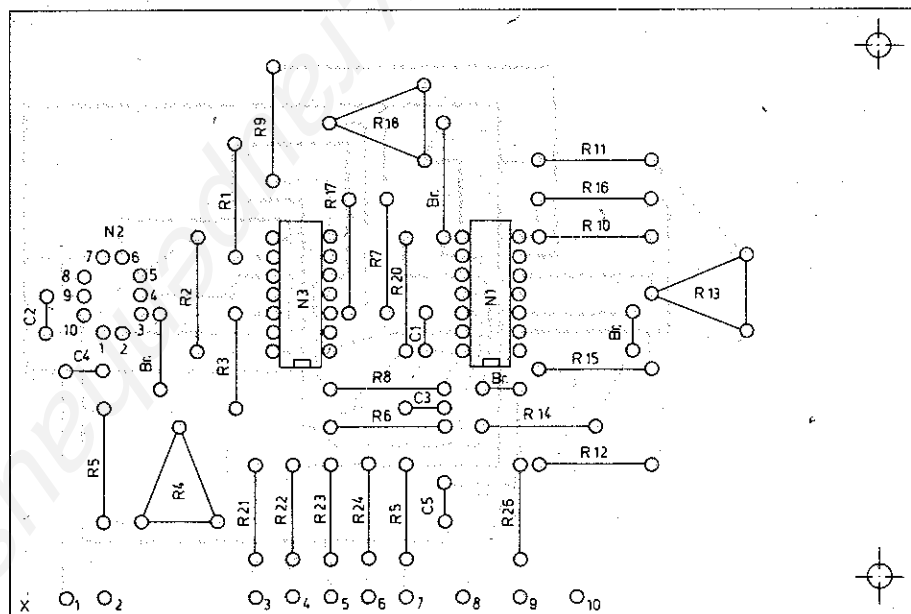 R9
R18
R11
R1
R17
Br.
R16
R10
N2
7 6
8 5
9 4
10 3
1 2
C2
R2
N3
R7
R20
N1
R13
C1
Br.
C4
Br.
R3
R15
R8
Br.
C3
R6
R14
R5
R4
R12
R21
R22
R23
R24
R5
C5
R26
X 1 2 3 4 5 6 7 8 9 10